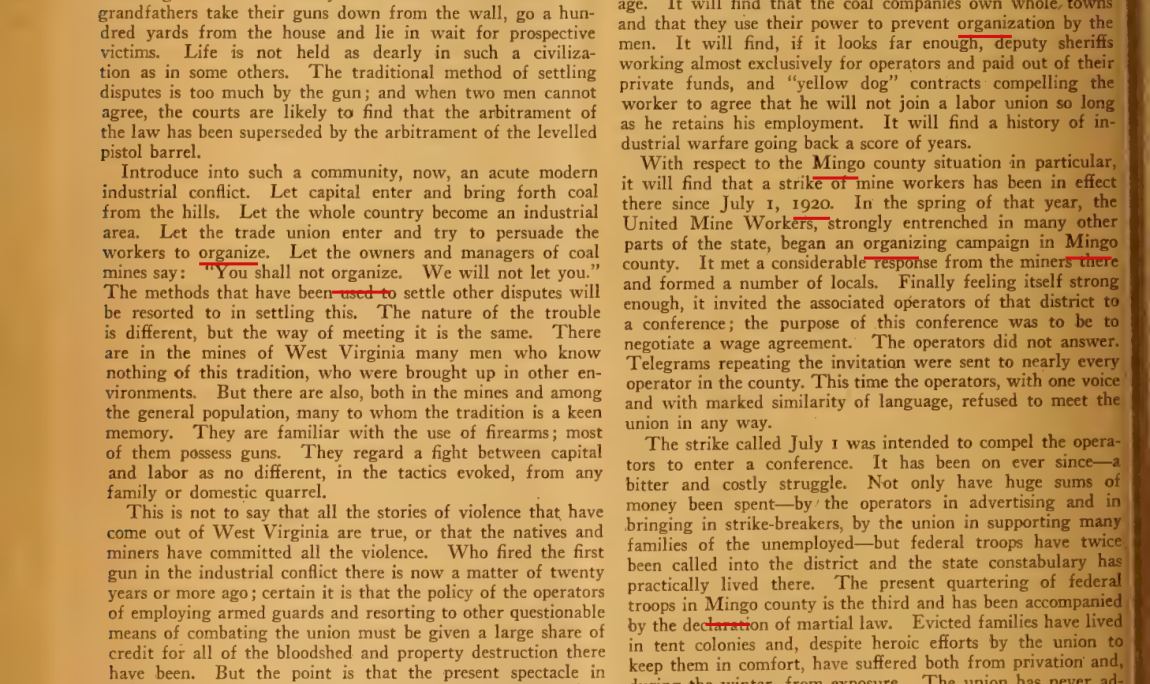 grandfathers take their guns down from the wall, go a hun-
dred yards from the house and lie in wait for prospective
victims. Life is not held as dearly in such a civiliza-
tion as in some others. The traditional method of settling
disputes is too much by the gun; and when two men cannot
agree, the courts are likely to find that the arbitrament of
the law has been superseded by the arbitrament of the levelled
pistol barrel.
Introduce into such a community, now, an acute modern
industrial conflict. Let capital enter and bring forth coal
from the hills. Let the whole country become an industrial
area. Let the trade union enter and try to persuade the
workers to organize. Let the owners and managers of coal
mines say: "You shall not organize. We will not let you."
The methods that have been used to settle other disputes will
be resorted to in settling this. The nature of the trouble
is different, but the way of meeting it is the same. There
are in the mines of West Virginia many men who know
nothing of this tradition, who were brought up in other en-
vironments. But there are also, both in the mines and among
the general population, many to whom the tradition is a keen
memory. They are familiar with the use of firearms; most
of them possess guns. They regard a fight between capital
and labor as no different, in the tactics evoked, from any
family or domestic quarrel.
This is not to say that all the stories of violence that have
come out of West Virginia are true, or that the natives and
miners have committed all the violence. Who fired the first
gun in the industrial conflict there is now a matter of twenty
years or more ago; certain it is that the policy of the operators
of employing armed guards and resorting to other questionable
means of combating the union must be given a large share of
credit for all of the bloodshed and property destruction there
have been. But the point is that the present spectacle in
age. It will find that the coal companies own whole towns
and that they use their power to prevent organization by the
men. It will find, if it looks far enough, deputy sheriffs
working almost exclusively for operators and paid out of their
private funds, and "yellow dog" contracts compelling the
worker to agree that he will not join a labor union so long
as he retains his employment. It will find a history of in-
dustrial warfare going back a score of years.
With respect to the Mingo county situation in particular,
it will find that a strike of mine workers has been in effect
there since July 1, 1920. In the spring of that year, the
United Mine Workers, strongly entrenched in many other
parts of the state, began an organizing campaign in Mingo
county. It met a considerable response from the miners there
and formed a number of locals. Finally feeling itself strong
enough, it invited the associated operators of that district to
a conference; the purpose of this conference was to be to
negotiate a wage agreement. The operators did not answer.
Telegrams repeating the invitation were sent to nearly every
operator in the county. This time the operators, with one voice
and with marked similarity of language, refused to meet the
union in any way.
The strike called July 1 was intended to compel the opera-
tors to enter a conference. It has been on ever since—a
bitter and costly struggle. Not only have huge sums of
money been spent—by the operators in advertising and in
bringing in strike-breakers, by the union in supporting many
families of the unemployed—but federal troops have twice
been called into the district and the state constabulary has
practically lived there. The present quartering of federal
troops in Mingo county is the third and has been accompanied
by the declaration of martial law. Evicted families have lived
in tent colonies and, despite heroic efforts by the union to
keep them in comfort, have suffered both from privation and,
during the winter, from exposure. The union has never ad-